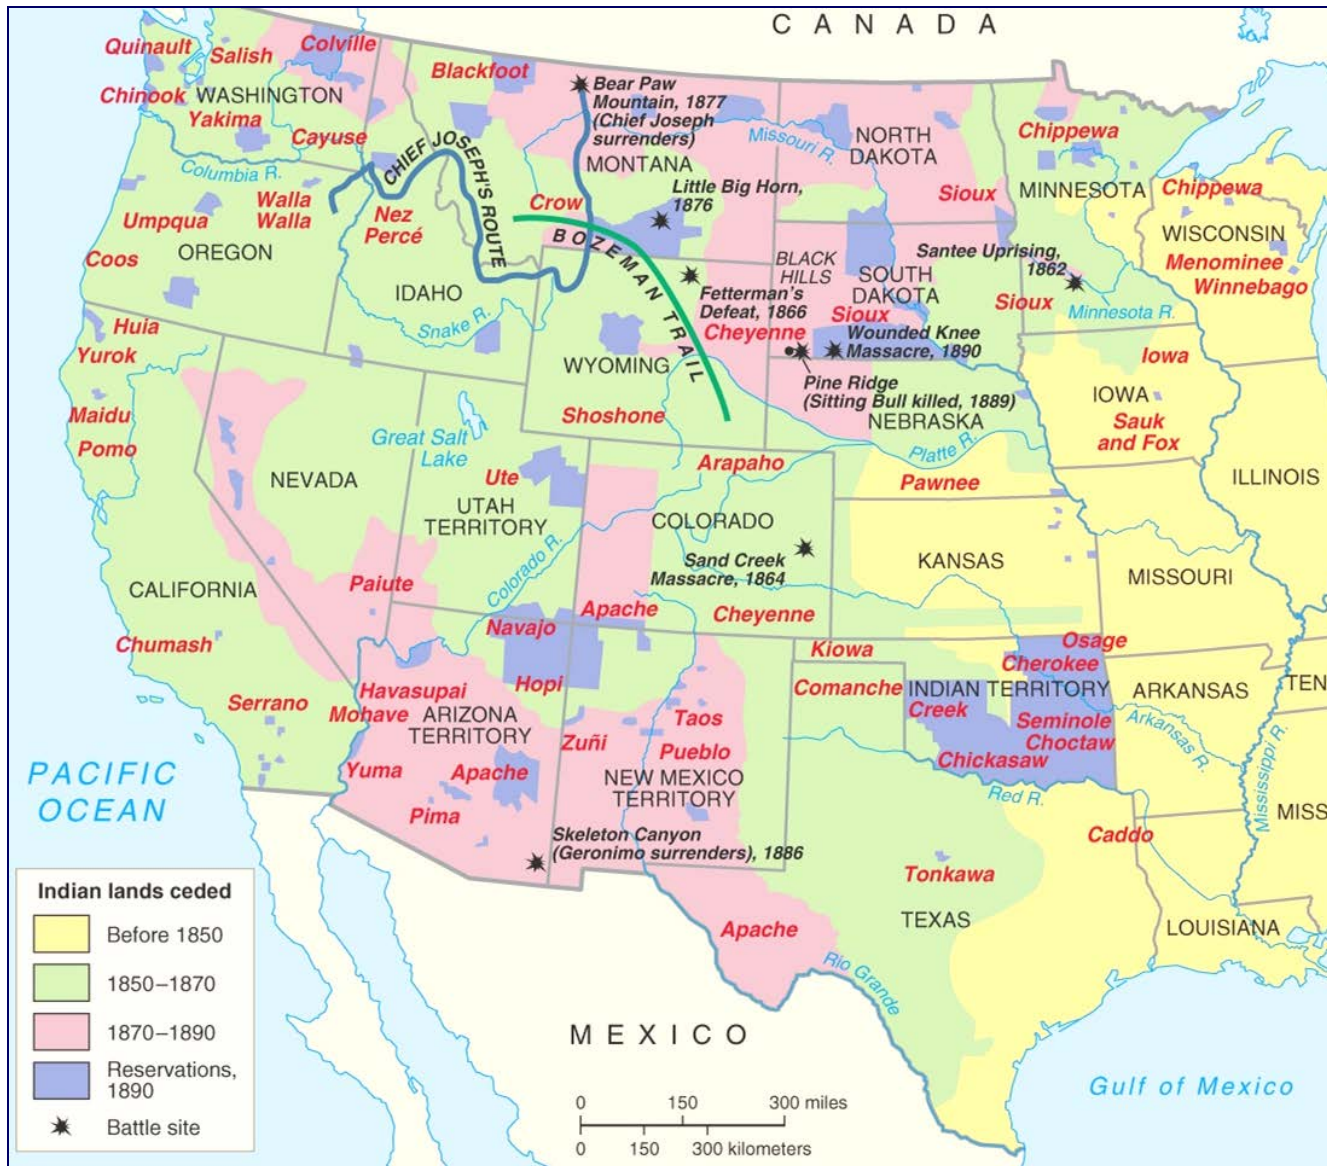 CANADA
Quinault
Salish
Colville
Blackfoot
Bear Paw
Mountain, 1877
(Chief Joseph
surrenders)
Chinook
WASHINGTON
Yakima
Cayuse
CHIEF JOSEPH'S ROUTE
MONTANA
Missouri R.
NORTH
DAKOTA
Chippewa
MINNESOTA
Chippewa
Columbia R.
Walla
Walla
Umpqua
Nez
Percé
Crow
Little Big Horn,
1876
Sioux
WISCONSIN
Menominee
Winnebago
Coos
OREGON
IDAHO
BOZEMAN TRAIL
BLACK
HILLS
SOUTH
DAKOTA
Sioux
Santee Uprising,
1862
Sioux
Minnesota R.
Huia
Yurok
Snake R.
Fetterman's
Defeat, 1866
Cheyenne
Wounded Knee
Massacre, 1890
Iowa
WYOMING
Pine Ridge
(Sitting Bull killed, 1889)
IOWA
Sauk
and Fox
Maidu
Pomo
Shoshone
NEBRASKA
Platte R.
Great Salt
Lake
NEVADA
Ute
UTAH
TERRITORY
Arapaho
Pawnee
ILLINOIS
COLORADO
Sand Creek
Massacre, 1864
KANSAS
MISSOURI
CALIFORNIA
Paiute
Colorado R.
Apache
Cheyenne
Chumash
Navajo
Hopi
Kiowa
Osage
Cherokee
Serrano
Havasupai
Mohave
ARIZONA
TERRITORY
Zuñi
Taos
Pueblo
Comanche
INDIAN TERRITORY
Creek
Seminole
Choctaw
Chickasaw
ARKANSAS
TEN
Arkansas R.
Mississippi R.
PACIFIC
OCEAN
Yuma
Apache
Pima
NEW MEXICO
TERRITORY
Red R.
MISS
Skeleton Canyon
(Geronimo surrenders), 1886
Caddo
Tonkawa
TEXAS
LOUISIANA
Apache
Rio Grande
MEXICO
Gulf of Mexico
Indian lands ceded
Before 1850
1850–1870
1870–1890
Reservations,
1890
Battle site
0 150 300 miles
0 150 300 kilometers